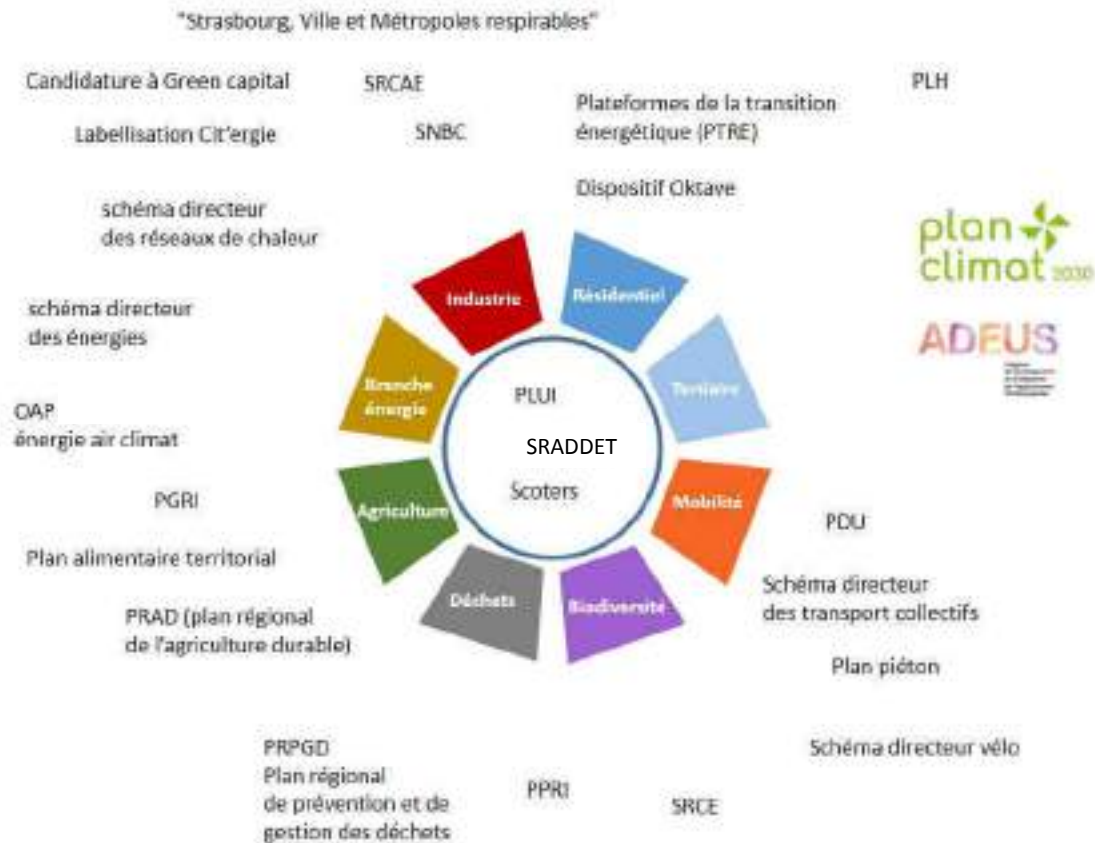 "Strasbourg, Ville et Métropoles respirables"
Candidature à Green capital
SRCAE
PLH
Plateformes de la transition
énergétique (PTRE)
Labellisation Cit'ergie
SNBC
Dispositif Oktave
schéma directeur
des réseaux de chaleur
plan
climat 2030
Industrie
Résidentiel
schéma directeur
des énergies
ADEUS
Branche
énergie
Tertiaire
PLUI
OAP
énergie air climat
SRADDET
Scoters
PGRI
Agriculture
Mobilité
PDU
Plan alimentaire territorial
Déchets
Biodiversité
Schéma directeur
des transport collectifs
PRAD (plan régional
de l'agriculture durable)
Plan piéton
PRPGD
Plan régional
de prévention et de
gestion des déchets
PPRI
SRCE
Schéma directeur vélo